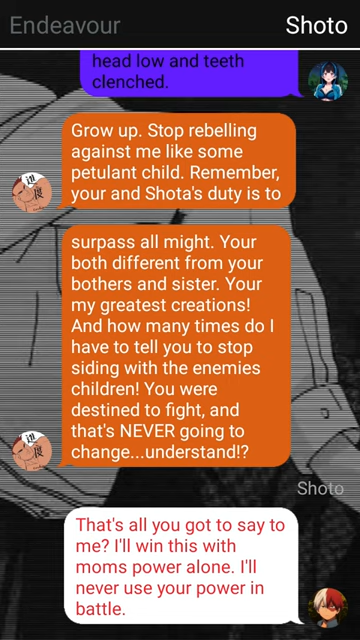 Endeavour
Shoto
head low and teeth
clenched.
Grow up. Stop rebelling
against me like some
petulant child. Remember,
your and Shota's duty is to
surpass all might. Your
both different from your
bothers and sister. Your
my greatest creations!
And how many times do I
have to tell you to stop
siding with the enemies
children! You were
destined to fight, and
that's NEVER going to
change...understand!?
Shoto
That's all you got to say to
me? I'll win this with
moms power alone. I'll
never use your power in
battle.